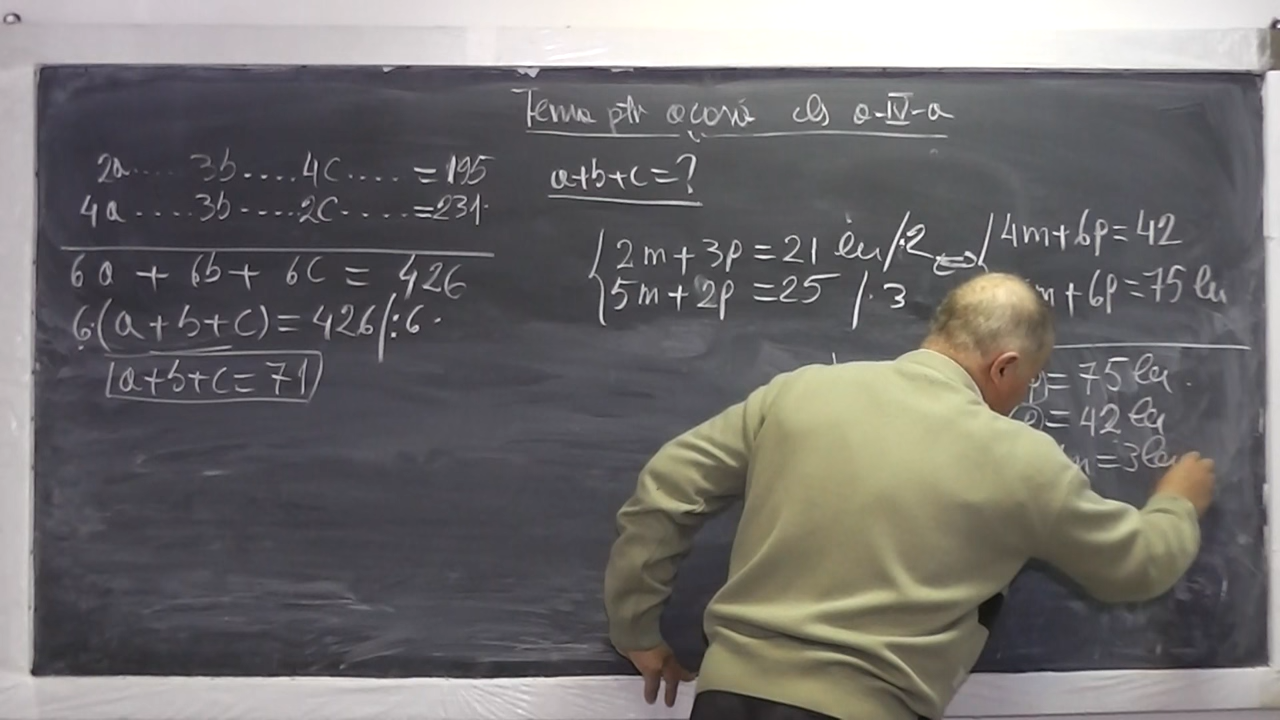 Tema ptr acasă cls a-IV-a
2a.... 3b....4c.... =195
4a ....3b....2c....=231.
6a + 6b + 6c = 426
6.(a+b+c)=426/:6.
a+b+c=71
a+b+c=?
2m+3p=21 lei/.2 <=>
5m+2p =25 /.3
4m+6p=42
m+6p=75 lei
)=75 lei.
=42 lei
m=3lei